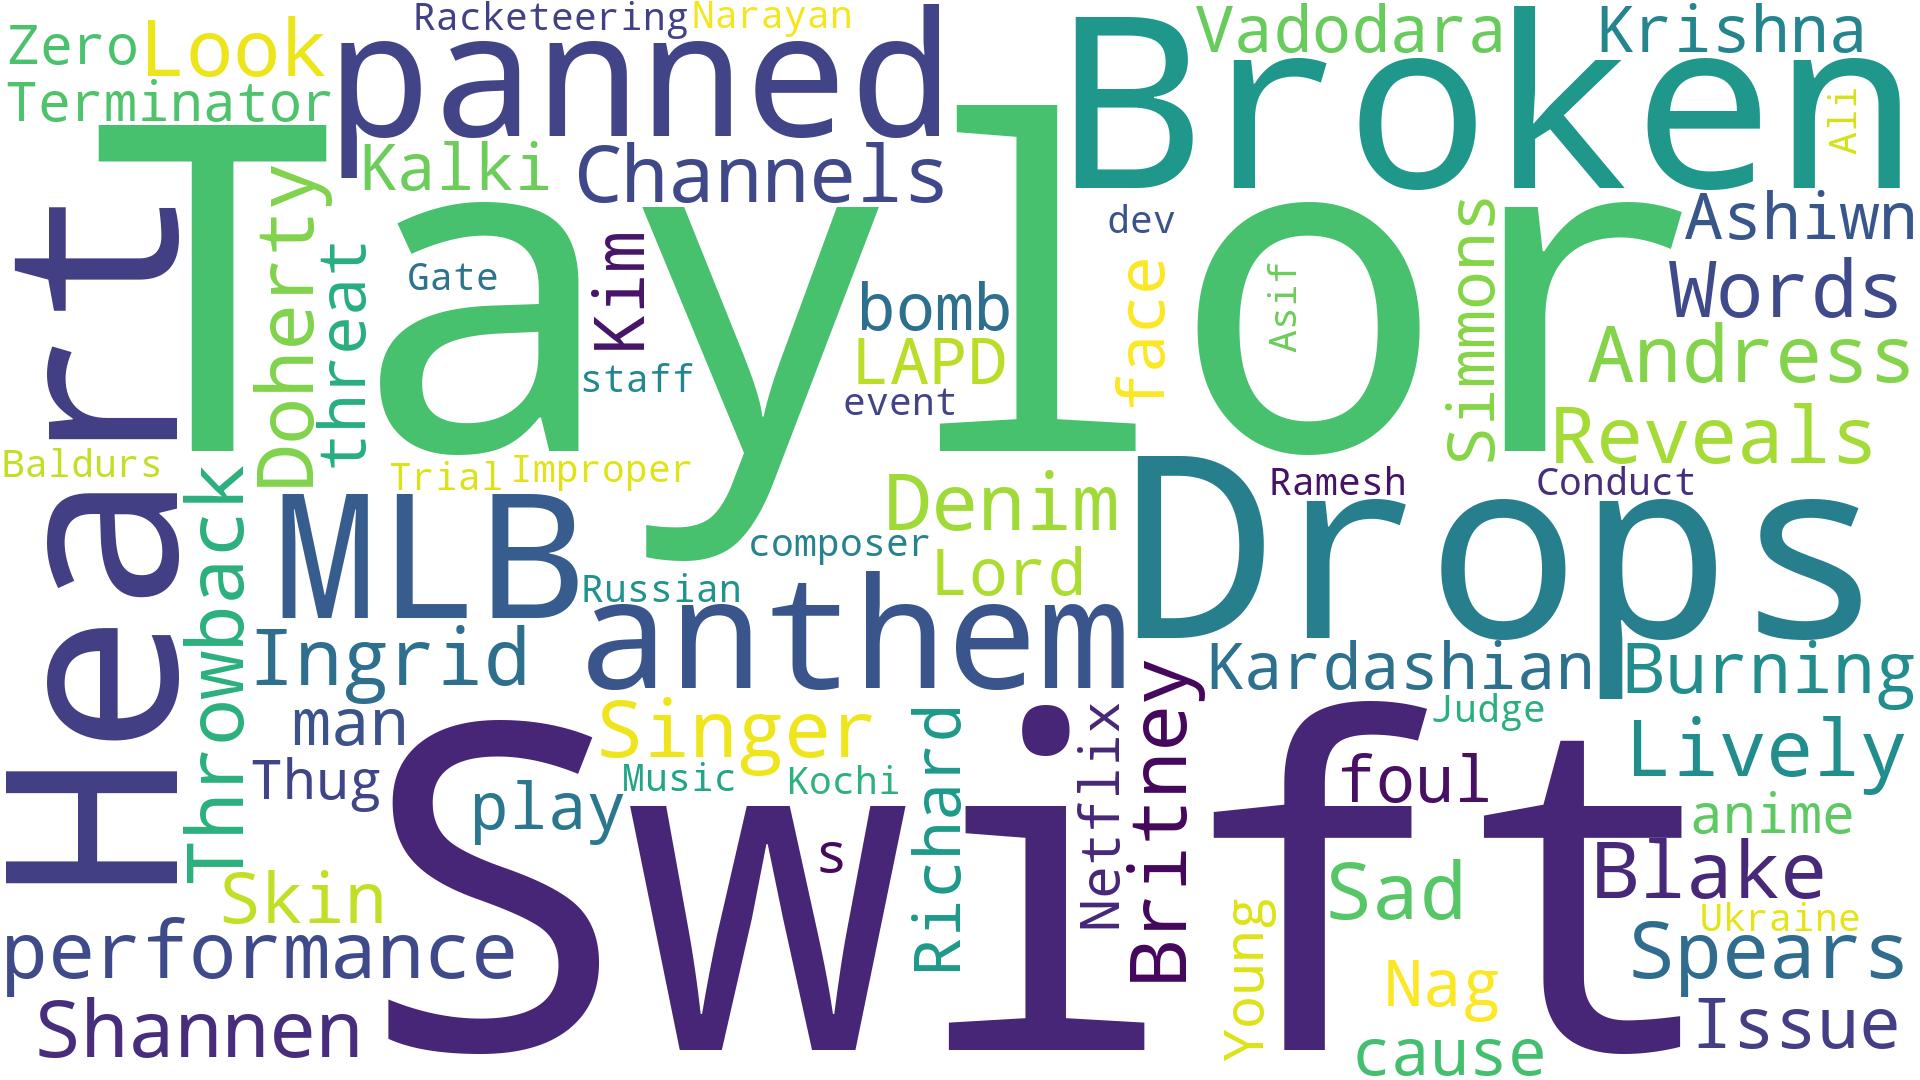 Racketeering
Narayan
Zero
Look
panned
Broken
Vadodara
Krishna
Terminator
Taylor
Kalki
Channels
Ali
Heart
Doherty
threat
Gate
Kim
staff
bomb
LAPD
event
dev
face
Asif
Simmons
Ashiwn
Words
Andress
Reveals
Baldurs
Throwback
Trial
Improper
MLB
Denim
Drops
Ramesh
Conduct
composer
Lord
Russian
anthem
Ingrid
Kardashian
Burning
man
Singer
Richard
Netflix
Britney
Judge
Lively
Thug
Swift
play
Music
Kochi
s
foul
anime
Skin
Sad
Blake
Ukraine
performance
Young
Nag
Spears
Shannen
cause
Issue